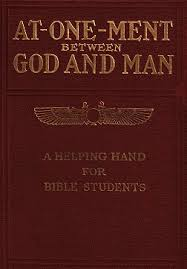 AT-ONE-MENT
BETWEEN
GOD AND MAN
A HELPING HAND
FOR
BIBLE STUDENTS